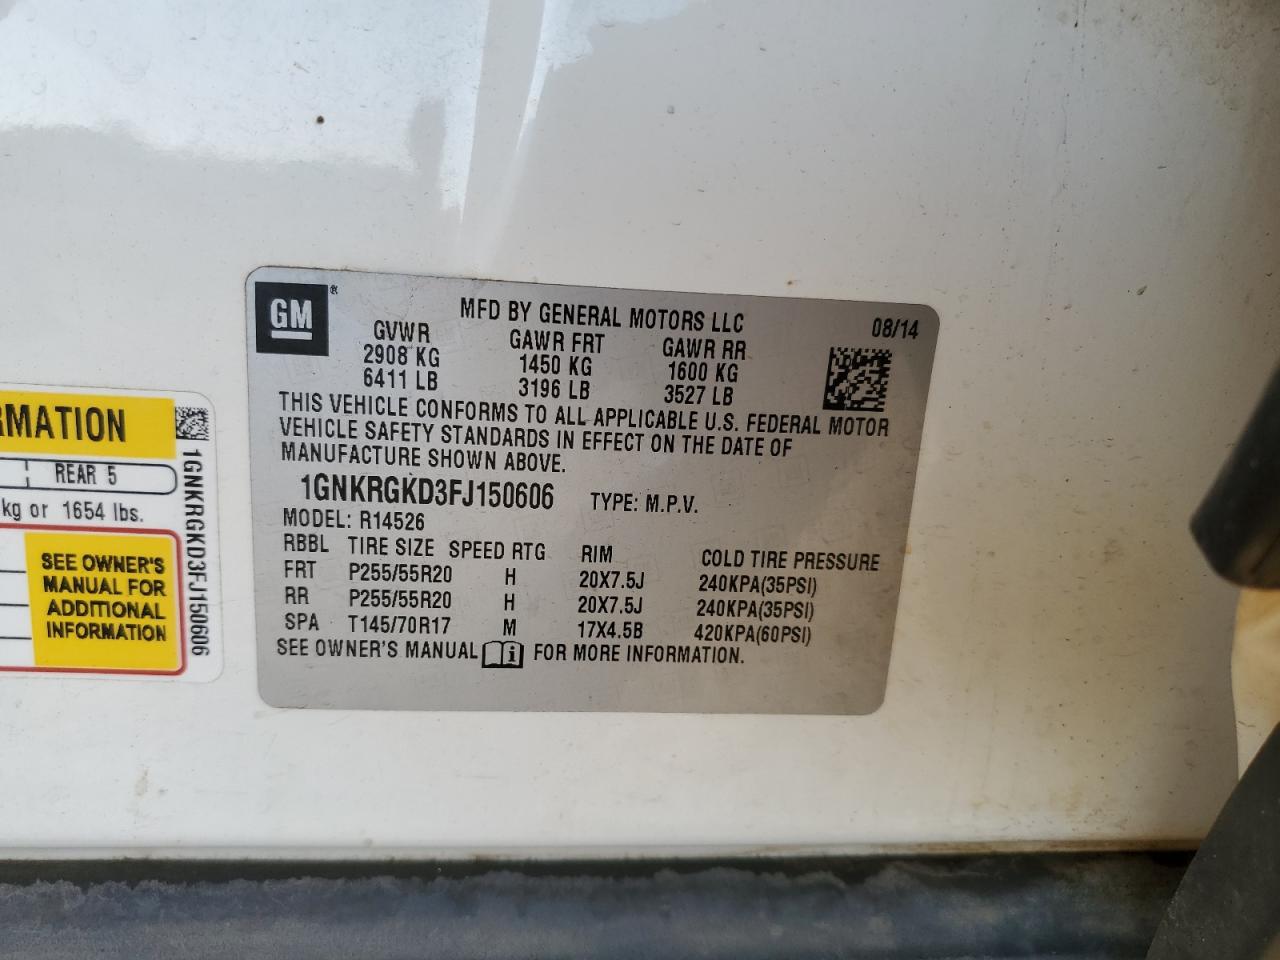 GM ®
MFD BY GENERAL MOTORS LLC 08/14
GVWR GAWR FRT GAWR RR
2908 KG 1450 KG 1600 KG
6411 LB 3196 LB 3527 LB
THIS VEHICLE CONFORMS TO ALL APPLICABLE U.S. FEDERAL MOTOR
VEHICLE SAFETY STANDARDS IN EFFECT ON THE DATE OF
MANUFACTURE SHOWN ABOVE.
1GNKRGKD3FJ150606 TYPE: M.P.V.
MODEL: R14526
RBBL TIRE SIZE SPEED RTG RIM COLD TIRE PRESSURE
FRT P255/55R20 H 20X7.5J 240KPA(35PSI)
RR P255/55R20 H 20X7.5J 240KPA(35PSI)
SPA T145/70R17 M 17X4.5B 420KPA(60PSI)
SEE OWNER'S MANUAL i FOR MORE INFORMATION.
RMATION
REAR 5
kg or 1654 lbs.
SEE OWNER'S
MANUAL FOR
ADDITIONAL
INFORMATION
1GNKRGKD3FJ150606